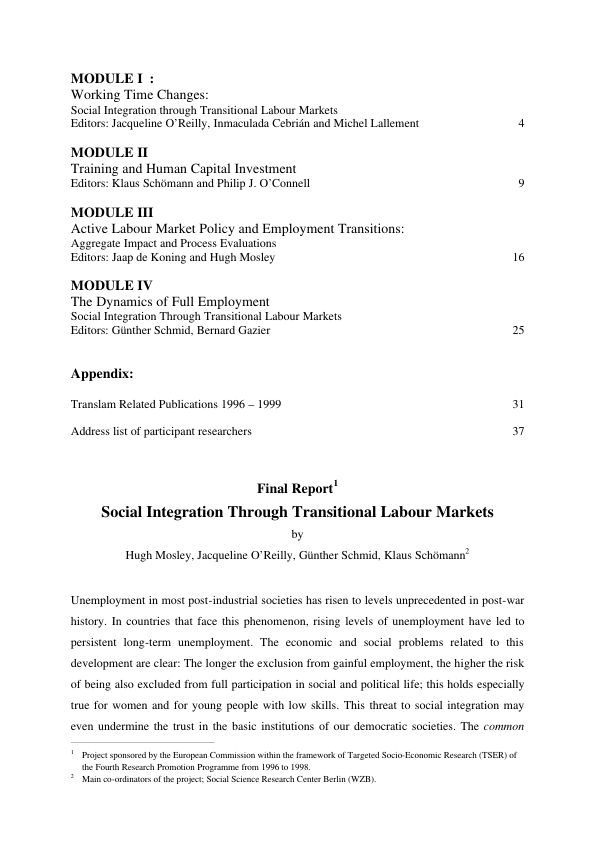 MODULE I :
Working Time Changes:
Social Integration through Transitional Labour Markets
Editors: Jacqueline O’Reilly, Inmaculada Cebrián and Michel Lallement 4
MODULE II
Training and Human Capital Investment
Editors: Klaus Schömann and Philip J. O’Connell 9
MODULE III
Active Labour Market Policy and Employment Transitions:
Aggregate Impact and Process Evaluations
Editors: Jaap de Koning and Hugh Mosley 16
MODULE IV
The Dynamics of Full Employment
Social Integration Through Transitional Labour Markets
Editors: Günther Schmid, Bernard Gazier 25
Appendix:
Translam Related Publications 1996 – 1999 31
Address list of participant researchers 37
Final Report1
Social Integration Through Transitional Labour Markets
by
Hugh Mosley, Jacqueline O’Reilly, Günther Schmid, Klaus Schömann2
Unemployment in most post-industrial societies has risen to levels unprecedented in post-war
history. In countries that face this phenomenon, rising levels of unemployment have led to
persistent long-term unemployment. The economic and social problems related to this
development are clear: The longer the exclusion from gainful employment, the higher the risk
of being also excluded from full participation in social and political life; this holds especially
true for women and for young people with low skills. This threat to social integration may
even undermine the trust in the basic institutions of our democratic societies. The common
1 Project sponsored by the European Commission within the framework of Targeted Socio-Economic Research (TSER) of
the Fourth Research Promotion Programme from 1996 to 1998.
2 Main co-ordinators of the project; Social Science Research Center Berlin (WZB).